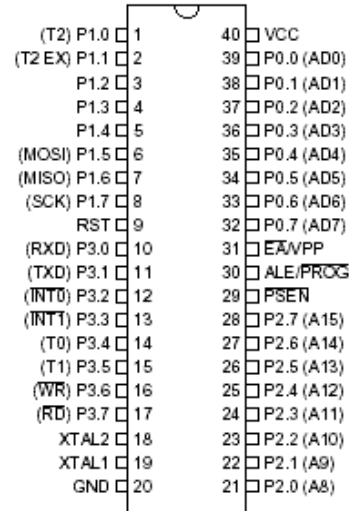 (T2) P1.0 1 40 VCC
(T2 EX) P1.1 2 39 P0.0 (AD0)
P1.2 3 38 P0.1 (AD1)
P1.3 4 37 P0.2 (AD2)
P1.4 5 36 P0.3 (AD3)
(MOSI) P1.5 6 35 P0.4 (AD4)
(MISO) P1.6 7 34 P0.5 (AD5)
(SCK) P1.7 8 33 P0.6 (AD6)
RST 9 32 P0.7 (AD7)
(RXD) P3.0 10 31 E̅A̅/VPP
(TXD) P3.1 11 30 ALE/P̅R̅O̅G̅
(I̅N̅T̅0̅) P3.2 12 29 P̅S̅E̅N̅
(I̅N̅T̅1̅) P3.3 13 28 P2.7 (A15)
(T0) P3.4 14 27 P2.6 (A14)
(T1) P3.5 15 26 P2.5 (A13)
(W̅R̅) P3.6 16 25 P2.4 (A12)
(R̅D̅) P3.7 17 24 P2.3 (A11)
XTAL2 18 23 P2.2 (A10)
XTAL1 19 22 P2.1 (A9)
GND 20 21 P2.0 (A8)